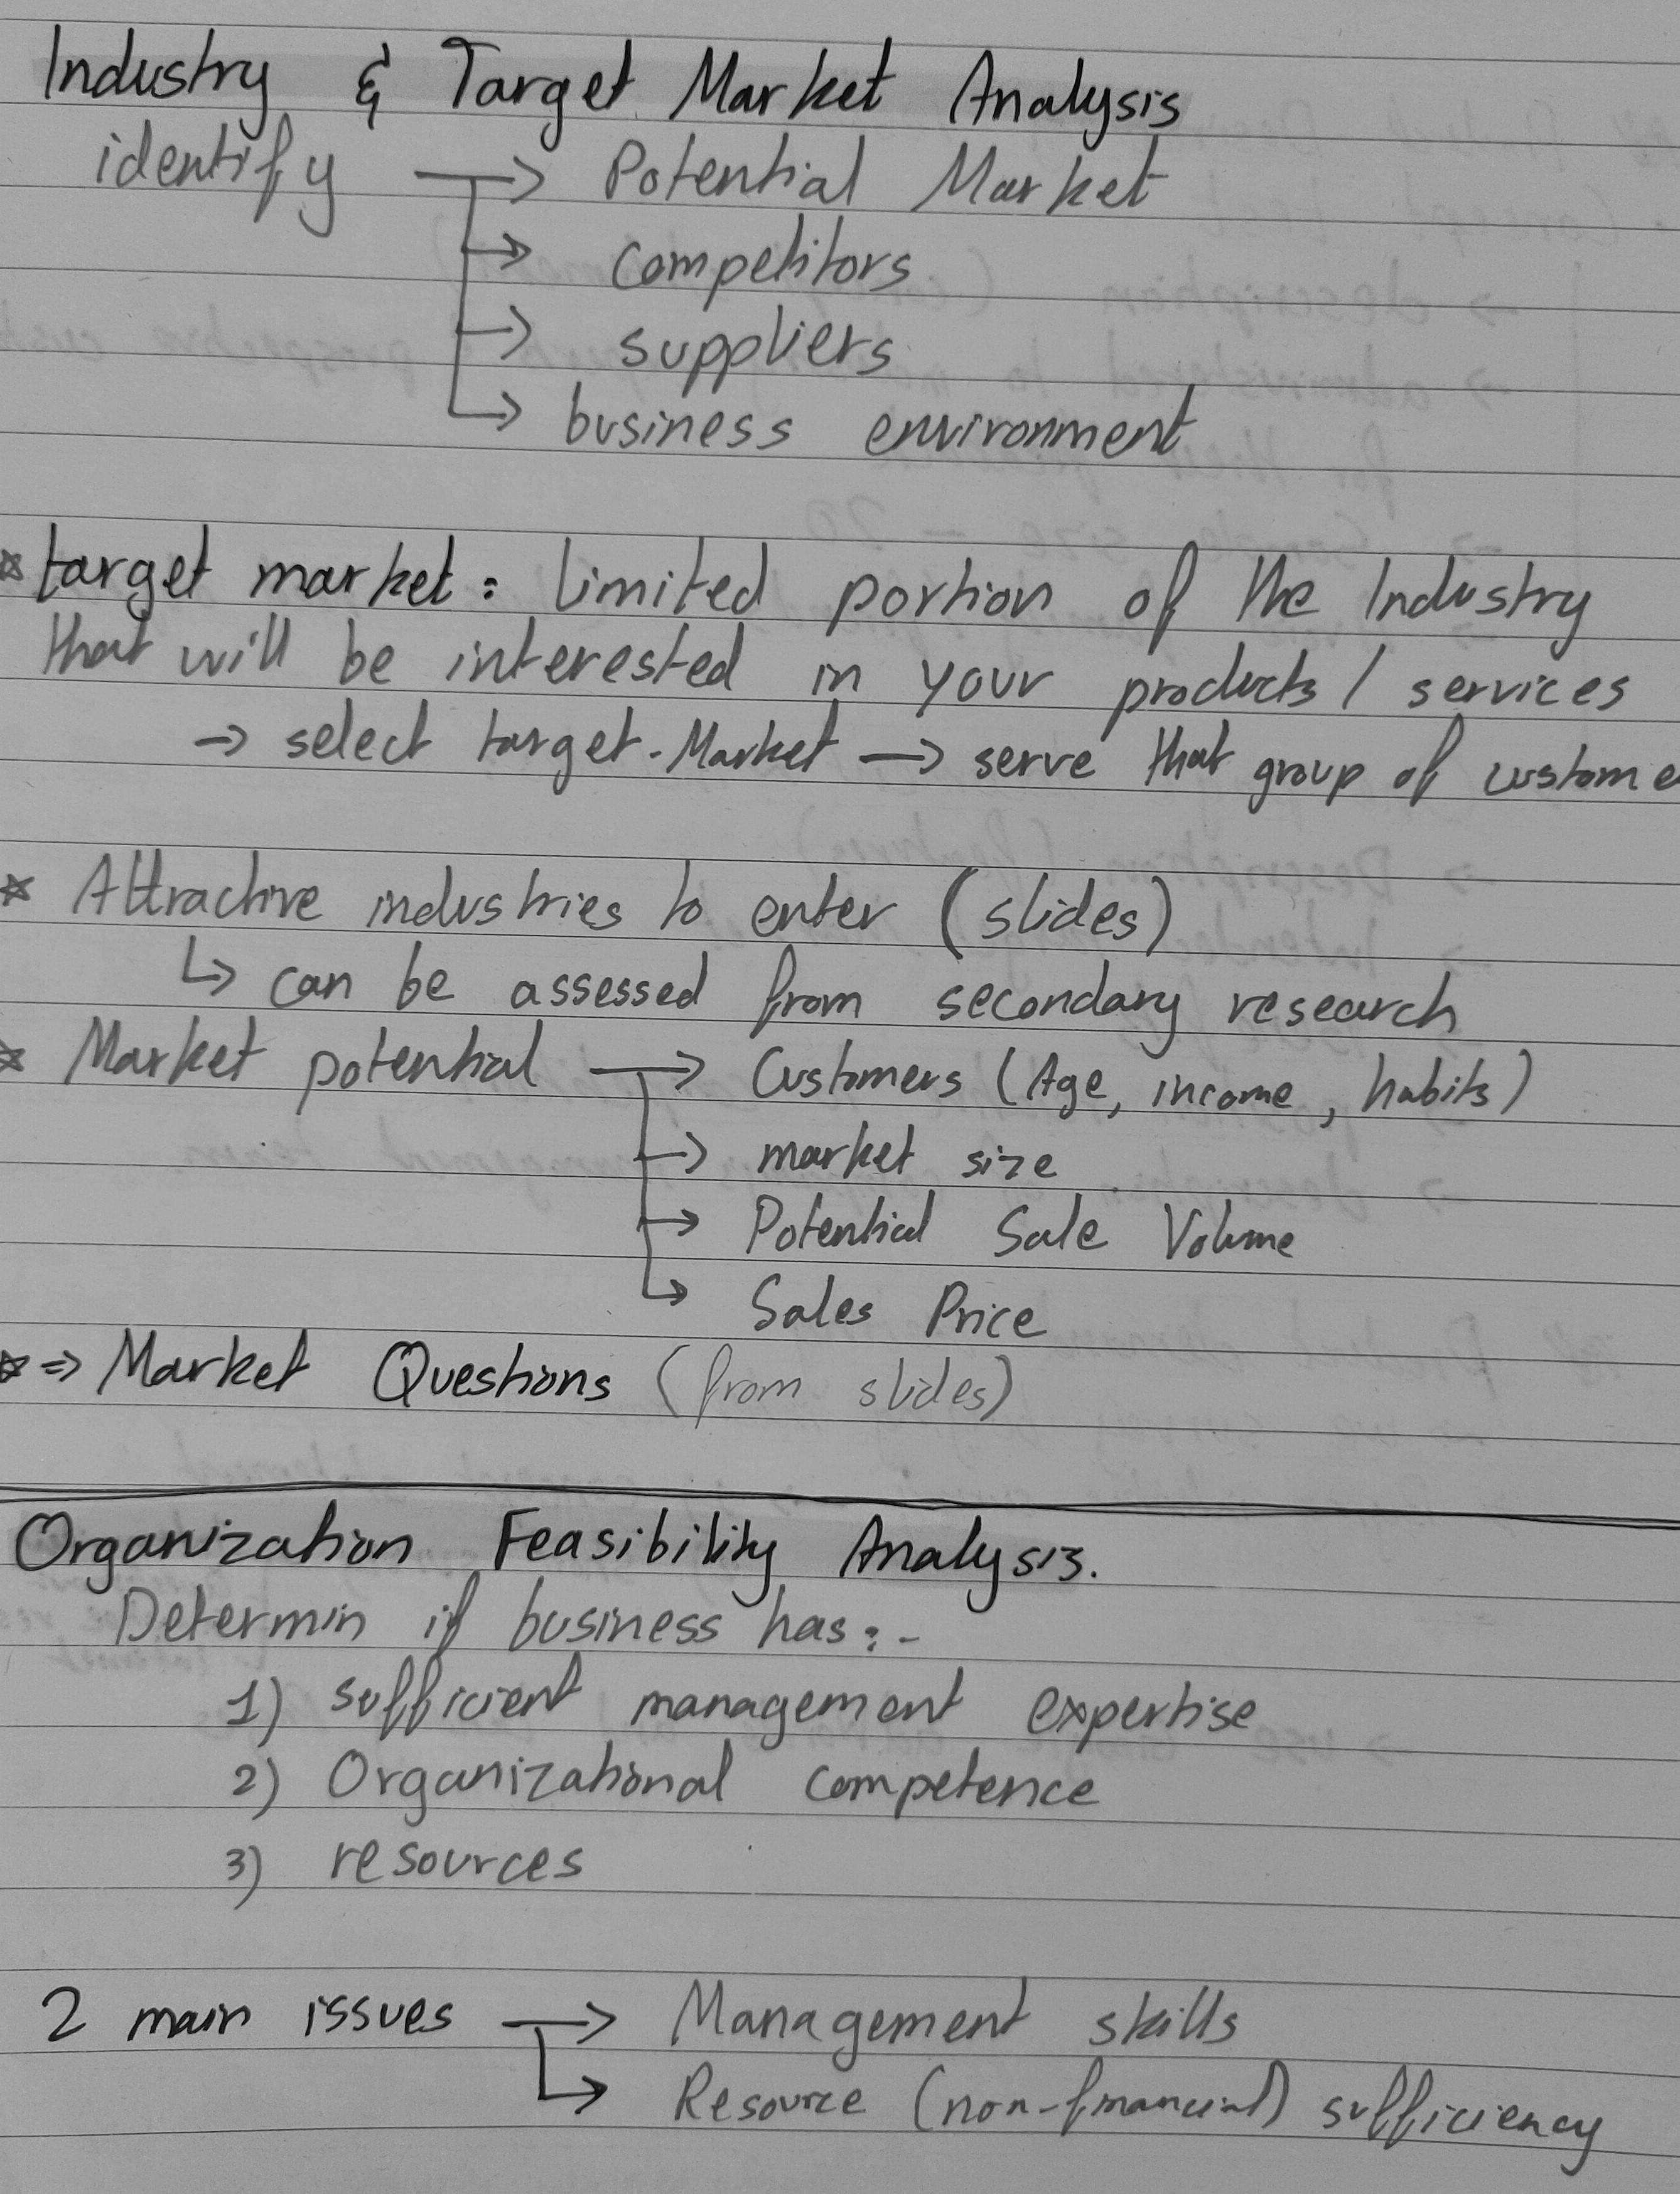 Industry & Target Market Analysis
identify → Potential Market
→ competitors
→ suppliers
→ business environment
* target market: limited portion of the Industry
that will be interested in your products / services
→ select target-Market → serve that group of custome
* Attractive industries to enter (slides)
↳ can be assessed from secondary research
* Market potential → Customers (Age, income, habits)
→ market size
→ Potential Sale Volume
↳ Sales Price
* ⇒ Market Questions (from slides)
Organization Feasibility Analysis.
Determin if business has:-
1) sufficient management expertise
2) Organizational competence
3) resources
2 main issues → Management skills
↳ Resource (non-financial) sufficiency